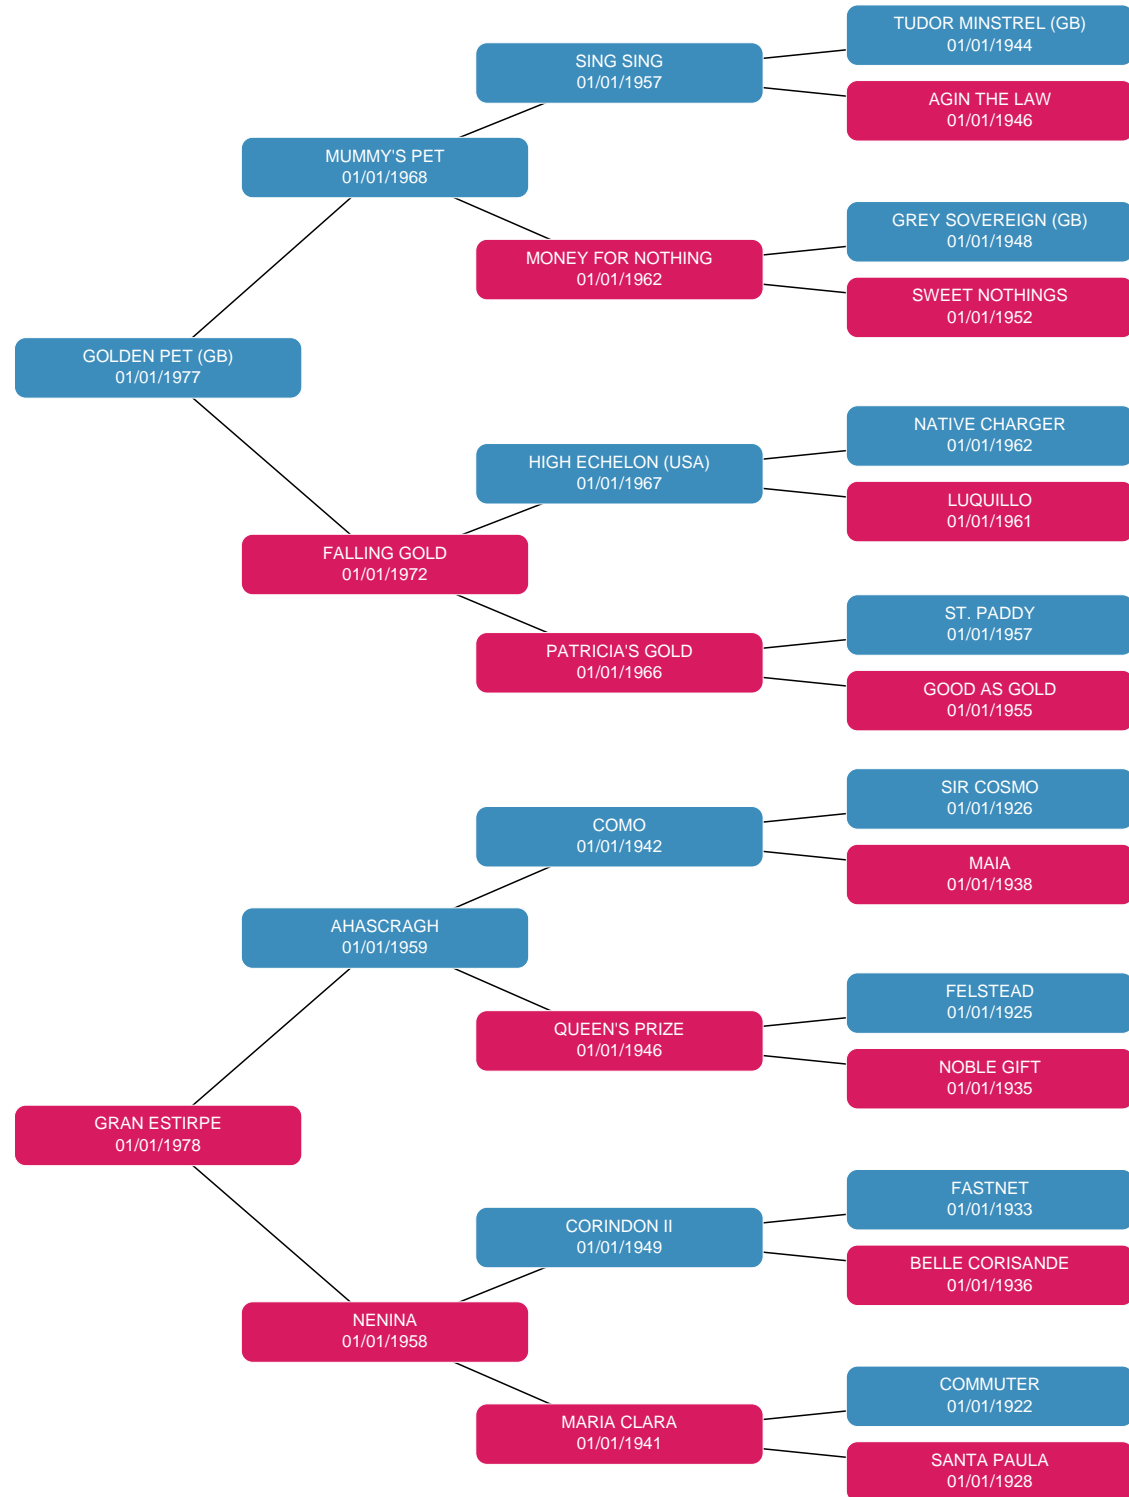 TUDOR MINSTREL (GB)
01/01/1944
SING SING
01/01/1957
AGIN THE LAW
01/01/1946
MUMMY'S PET
01/01/1968
GREY SOVEREIGN (GB)
01/01/1948
MONEY FOR NOTHING
01/01/1962
SWEET NOTHINGS
01/01/1952
GOLDEN PET (GB)
01/01/1977
NATIVE CHARGER
01/01/1962
HIGH ECHELON (USA)
01/01/1967
LUQUILLO
01/01/1961
FALLING GOLD
01/01/1972
ST. PADDY
01/01/1957
PATRICIA'S GOLD
01/01/1966
GOOD AS GOLD
01/01/1955
SIR COSMO
01/01/1926
COMO
01/01/1942
MAIA
01/01/1938
AHASCRAGH
01/01/1959
FELSTEAD
01/01/1925
QUEEN'S PRIZE
01/01/1946
NOBLE GIFT
01/01/1935
GRAN ESTIRPE
01/01/1978
FASTNET
01/01/1933
CORINDON II
01/01/1949
BELLE CORISANDE
01/01/1936
NENINA
01/01/1958
COMMUTER
01/01/1922
MARIA CLARA
01/01/1941
SANTA PAULA
01/01/1928